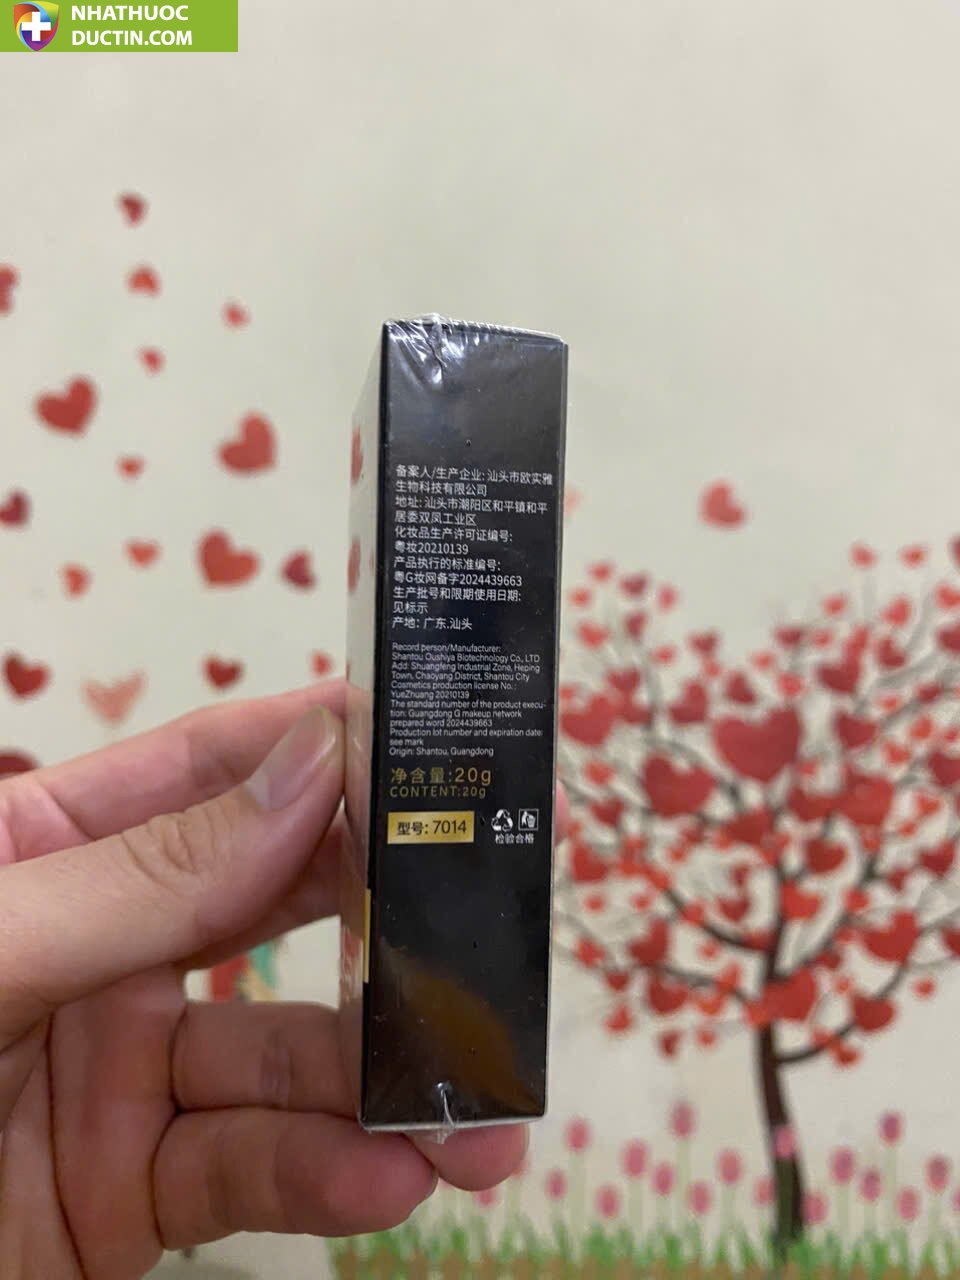 NHATHUOC
DUCTIN.COM
备案人/生产企业: 汕头市欧实雅
生物科技有限公司
地址: 汕头市潮阳区和平镇和平
居委双凤工业区
化妆品生产许可证编号:
粤妆20210139
产品执行的标准编号:
粤G妆网备字2024439663
生产批号和限期使用日期:
见标示
产地: 广东.汕头
Record person/Manufacturer:
Shantou Oushiya Biotechnology Co., LTD
Add: Shuangfeng Industrial Zone, Heping
Town, Chaoyang District, Shantou City
Cosmetics production license No.:
YueZhuang 20210139
The standard number of the product execu-
tion: Guangdong G makeup network
prepared word 2024439663
Production lot number and expiration date:
see mark
Origin: Shantou, Guangdong
净含量:20g
CONTENT:20g
型号: 7014
检验合格